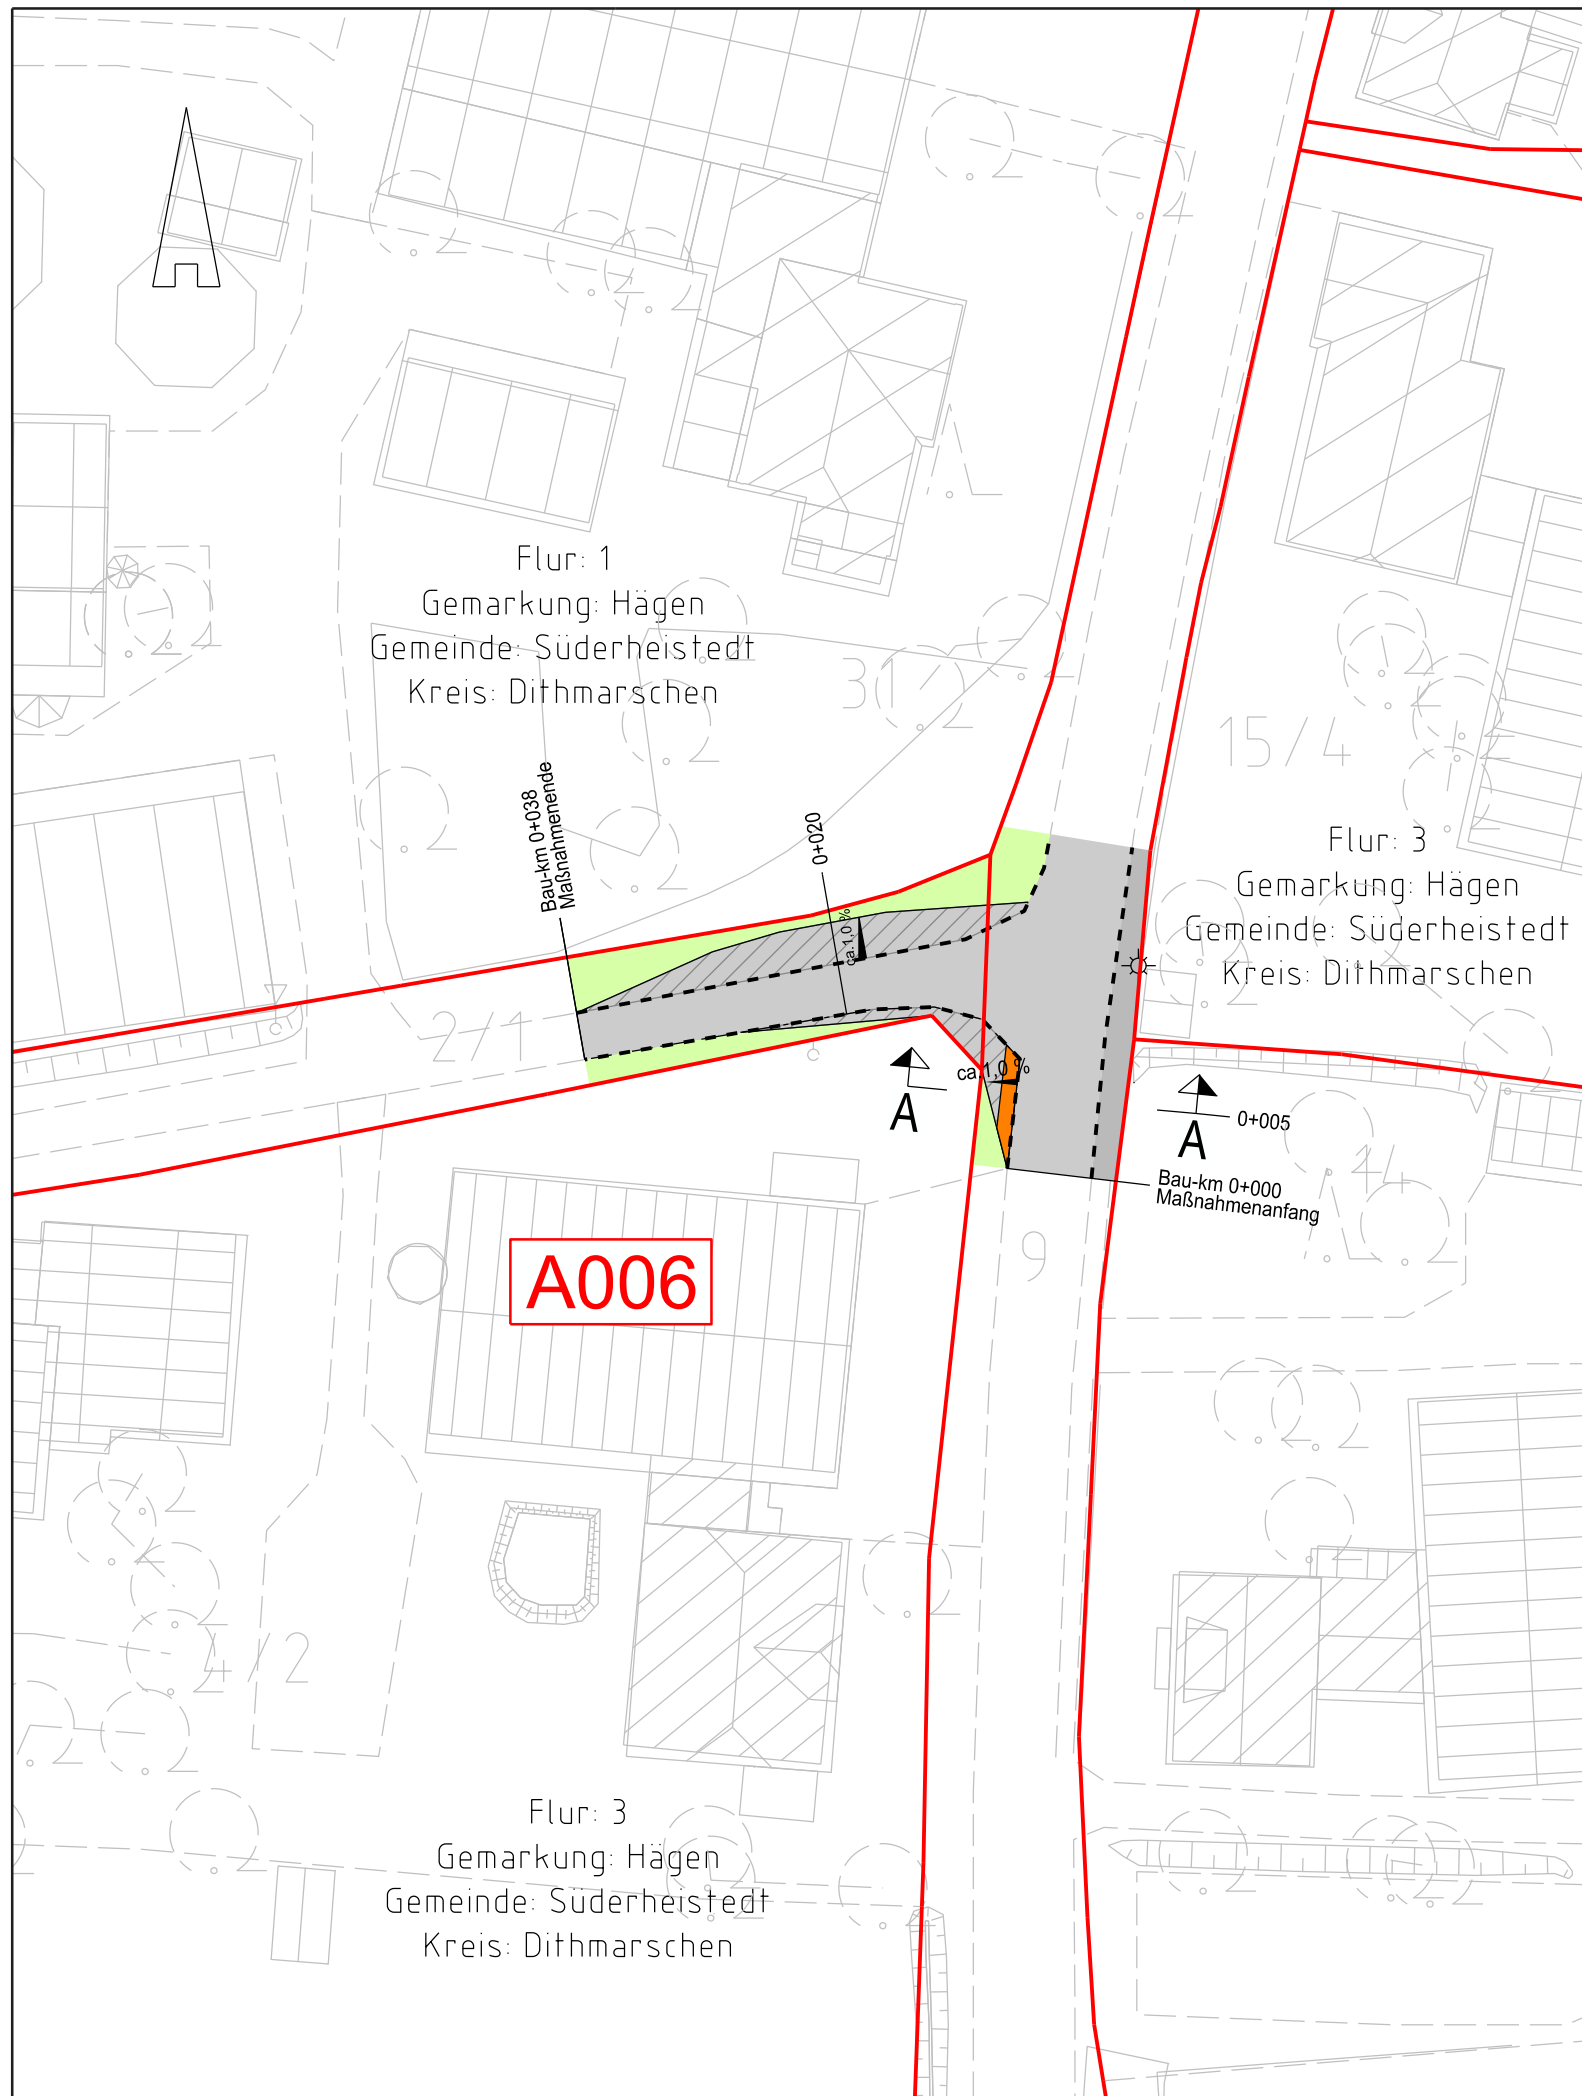 Flur: 1
Gemarkung: Hägen
Gemeinde: Süderheistedt
Kreis: Dithmarschen
31
15/4
Bau-km 0+038
Maßnahmenende
0+020
ca.1,0 %
Flur: 3
Gemarkung: Hägen
Gemeinde: Süderheistedt
Kreis: Dithmarschen
2/1
ca.1,0 %
A
A
0+005
14
Bau-km 0+000
Maßnahmenanfang
9
A006
4/2
Flur: 3
Gemarkung: Hägen
Gemeinde: Süderheistedt
Kreis: Dithmarschen